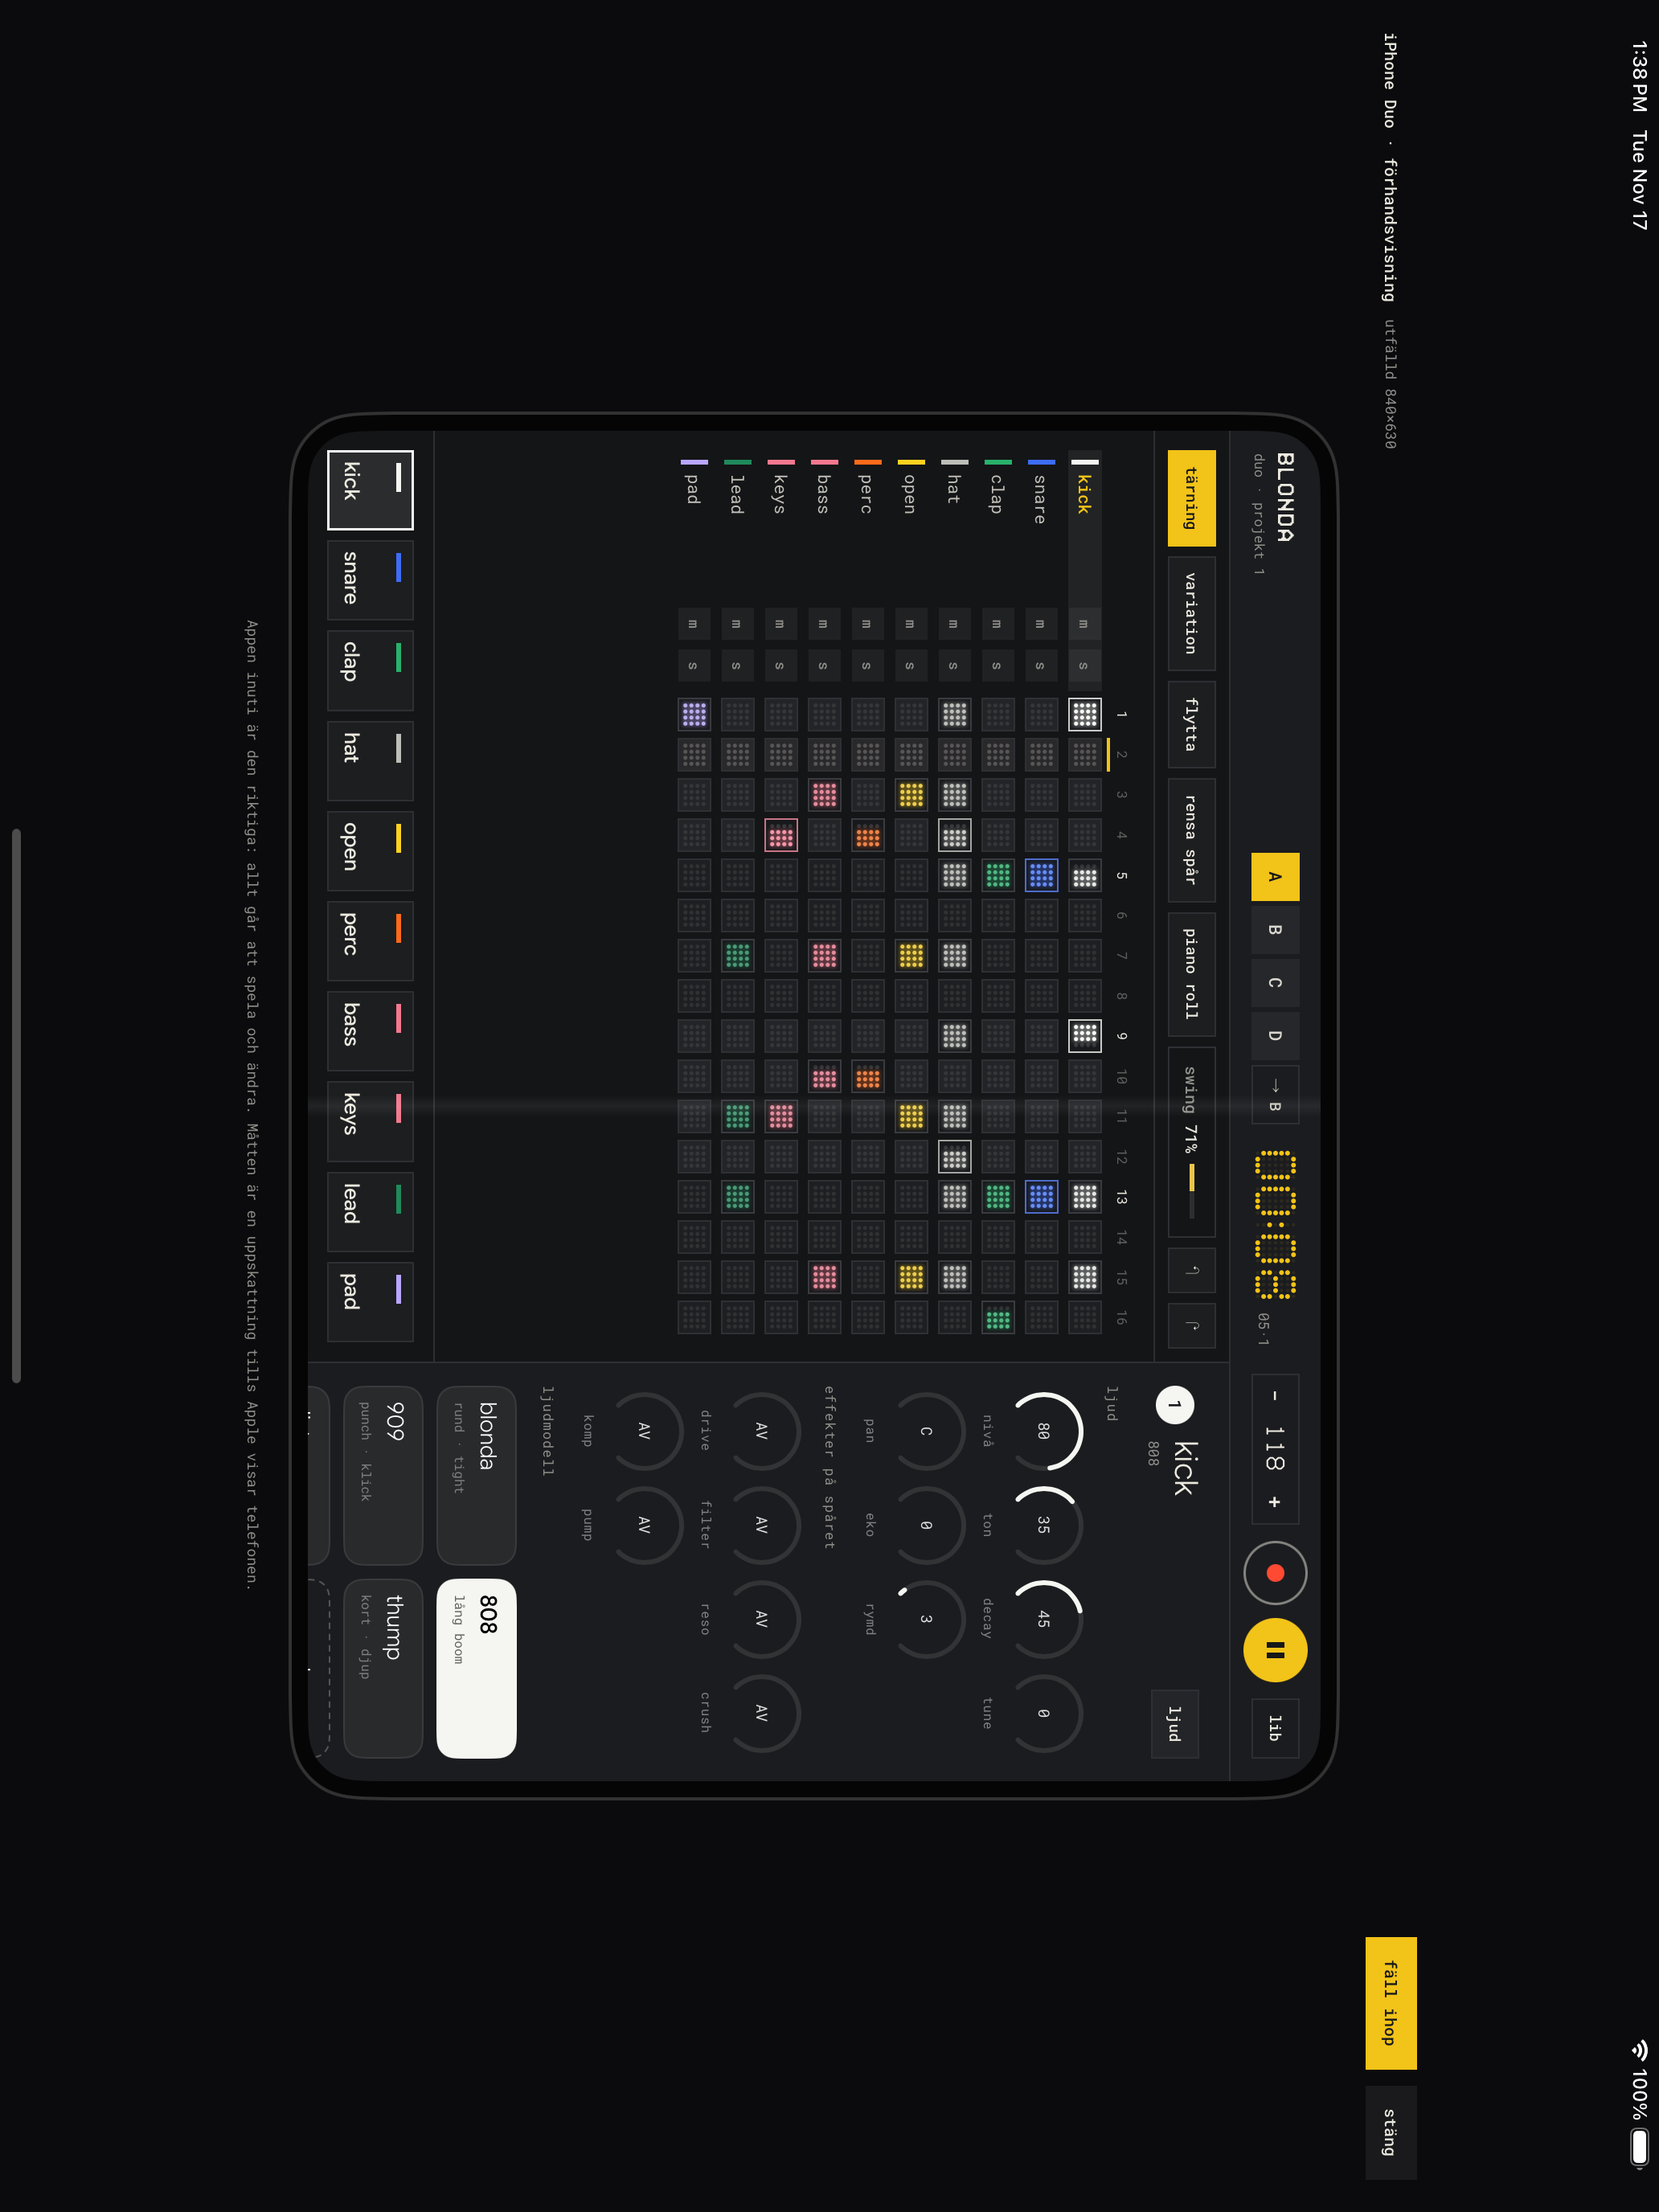 1:38 PM Tue Nov 17
100%
iPhone Duo · förhandsvisning utfälld 840×630
fäll ihop
stäng
BLONDA
duo · projekt 1
A B C D → B
00:06
05·1
- 118 +
lib
tärning
variation
flytta
rensa spår
piano roll
swing 71%
1 2 3 4 5 6 7 8 9 10 11 12 13 14 15 16
kick m s
snare m s
clap m s
hat m s
open m s
perc m s
bass m s
keys m s
lead m s
pad m s
kick snare clap hat open perc bass keys lead pad
1 kick
808
ljud
ljud
80 35 45 0
nivå ton decay tune
C 0 3
pan eko rymd
effekter på spåret
AV AV AV AV
drive filter reso crush
AV AV
komp pump
ljudmodell
blonda
rund · tight
808
lång boom
909
punch · klick
thump
kort · djup
Appen inuti är den riktiga: allt går att spela och ändra. Måtten är en uppskattning tills Apple visar telefonen.